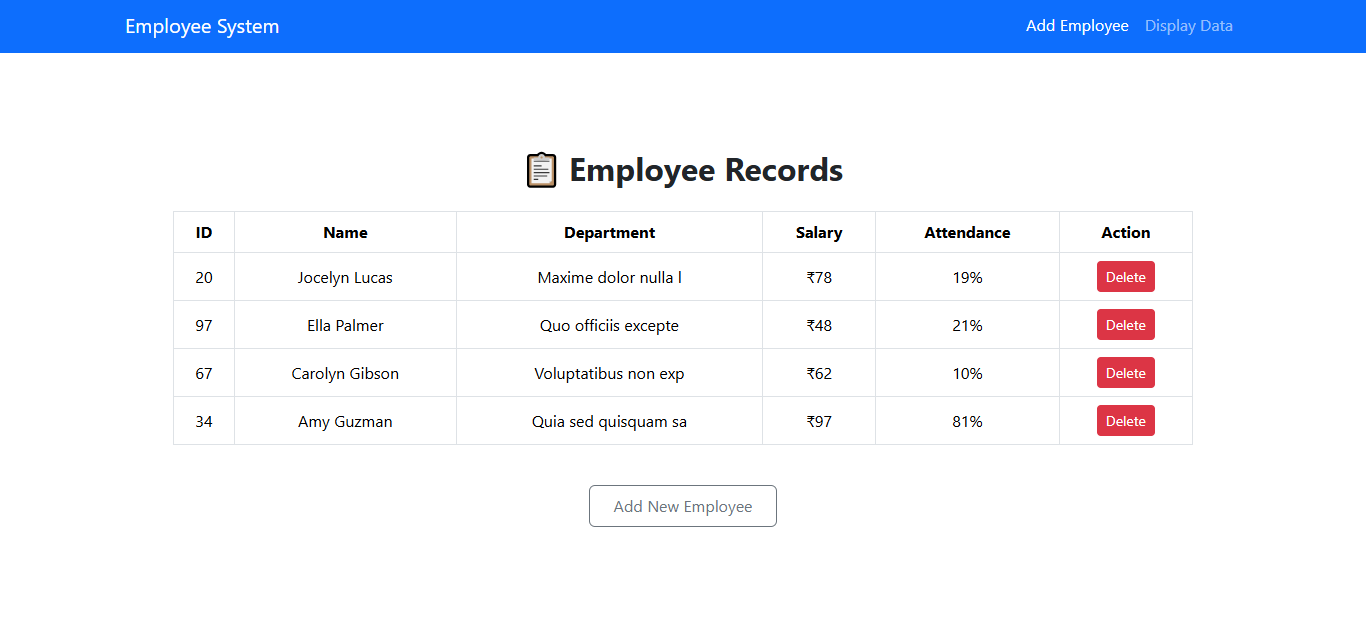 Employee System Add Employee Display Data
📋 Employee Records
ID Name Department Salary Attendance Action
20 Jocelyn Lucas Maxime dolor nulla l ₹78 19% Delete
97 Ella Palmer Quo officiis excepte ₹48 21% Delete
67 Carolyn Gibson Voluptatibus non exp ₹62 10% Delete
34 Amy Guzman Quia sed quisquam sa ₹97 81% Delete
Add New Employee